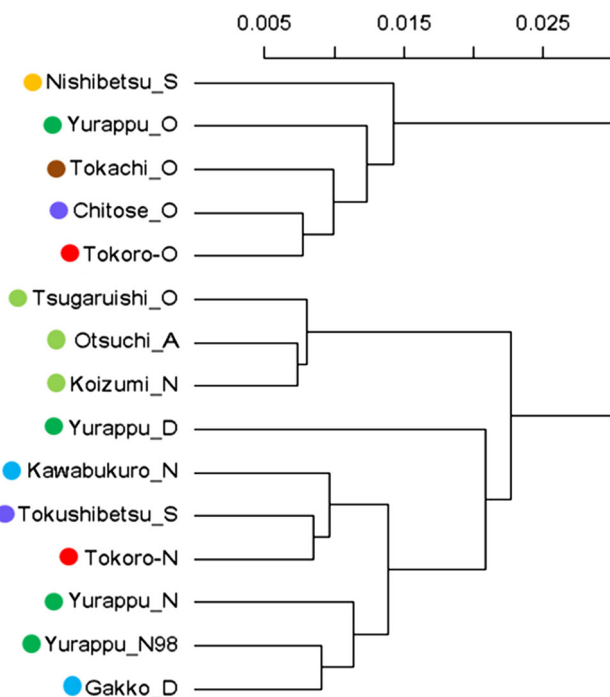 0.005 0.015 0.025
Nishibetsu_S
Yurappu_O
Tokachi_O
Chitose_O
Tokoro-O
Tsugaruishi_O
Otsuchi_A
Koizumi_N
Yurappu_D
Kawabukuro_N
Tokushibetsu_S
Tokoro-N
Yurappu_N
Yurappu_N98
Gakko_D